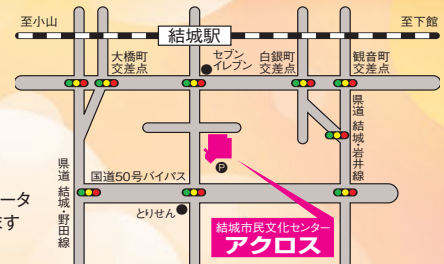 至小山
至下館
結城駅
大橋町
交差点
セブン
イレブン
白銀町
交差点
観音町
交差点
県道 結城・岩井線
P
国道50号バイパス
県道 結城・野田線
とりせん
ータ
す
結城市民文化センター
アクロス